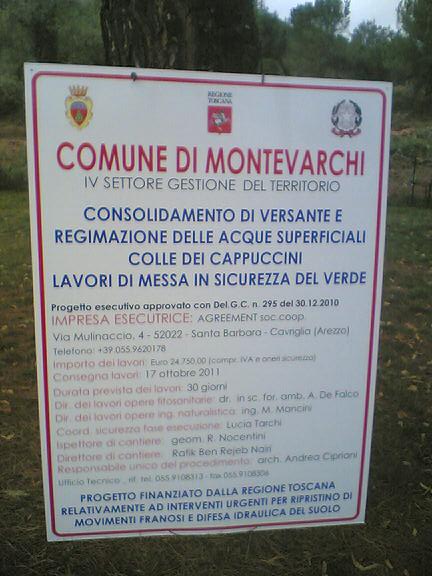 REGIONE
TOSCANA
COMUNE DI MONTEVARCHI
IV SETTORE GESTIONE DEL TERRITORIO
CONSOLIDAMENTO DI VERSANTE E
REGIMAZIONE DELLE ACQUE SUPERFICIALI
COLLE DEI CAPPUCCINI
LAVORI DI MESSA IN SICUREZZA DEL VERDE
Progetto esecutivo approvato con Del.G.C. n. 295 del 30.12.2010
IMPRESA ESECUTRICE: AGREEMENT soc.coop.
Via Mulinaccio, 4 - 52022 - Santa Barbara - Cavriglia (Arezzo)
Telefono: +39.055.9620178
Importo dei lavori: Euro 24.750,00 (compr. IVA e oneri sicurezza)
Consegna lavori: 17 ottobre 2011
Durata prevista dei lavori: 30 giorni
Dir. dei lavori opere fitosanitarie: dr. in sc. for. amb. A. De Falco
Dir. dei lavori opere ing. naturalistica: ing. M. Mancini
Coord. sicurezza fase esecuzione: Lucia Tarchi
Ispettore di cantiere: geom. R. Nocentini
Direttore di cantiere: Rafik Ben Rejeb Nairi
Responsabile unico del procedimento: arch. Andrea Cipriani
Ufficio Tecnico , rif. tel. 055.9108313 - fax 055.9108306
PROGETTO FINANZIATO DALLA REGIONE TOSCANA
RELATIVAMENTE AD INTERVENTI URGENTI PER RIPRISTINO DI
MOVIMENTI FRANOSI E DIFESA IDRAULICA DEL SUOLO